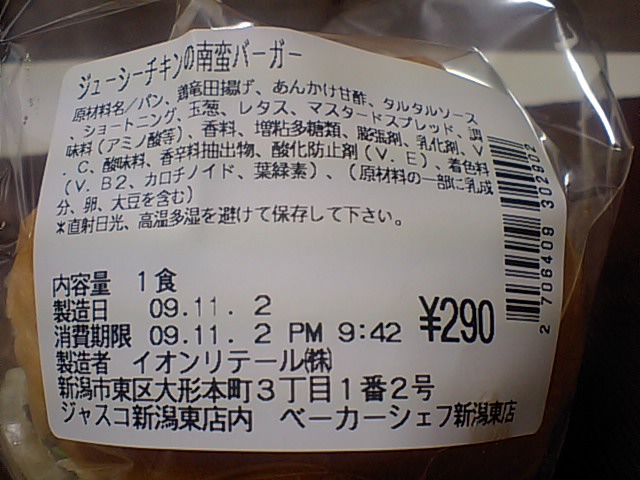 ジューシーチキンの南蛮バーガー
原材料名/パン、鶏竜田揚げ、あんかけ甘酢、タルタルソース
、ショートニング、玉葱、レタス、マスタードスプレッド、調
味料(アミノ酸等)、香料、増粘多糖類、膨張剤、乳化剤、V
.C、酸味料、香辛料抽出物、酸化防止剤(V.E)、着色料
(V.B2、カロチノイド、葉緑素)、(原材料の一部に乳成
分、卵、大豆を含む)
*直射日光、高温多湿を避けて保存して下さい。
内容量 1食
製造日 09.11. 2
消費期限 09.11. 2 PM 9:42
¥290
製造者 イオンリテール㈱
新潟市東区大形本町3丁目1番2号
ジャスコ新潟東店内 ベーカーシェフ新潟東店
2 706409 302902